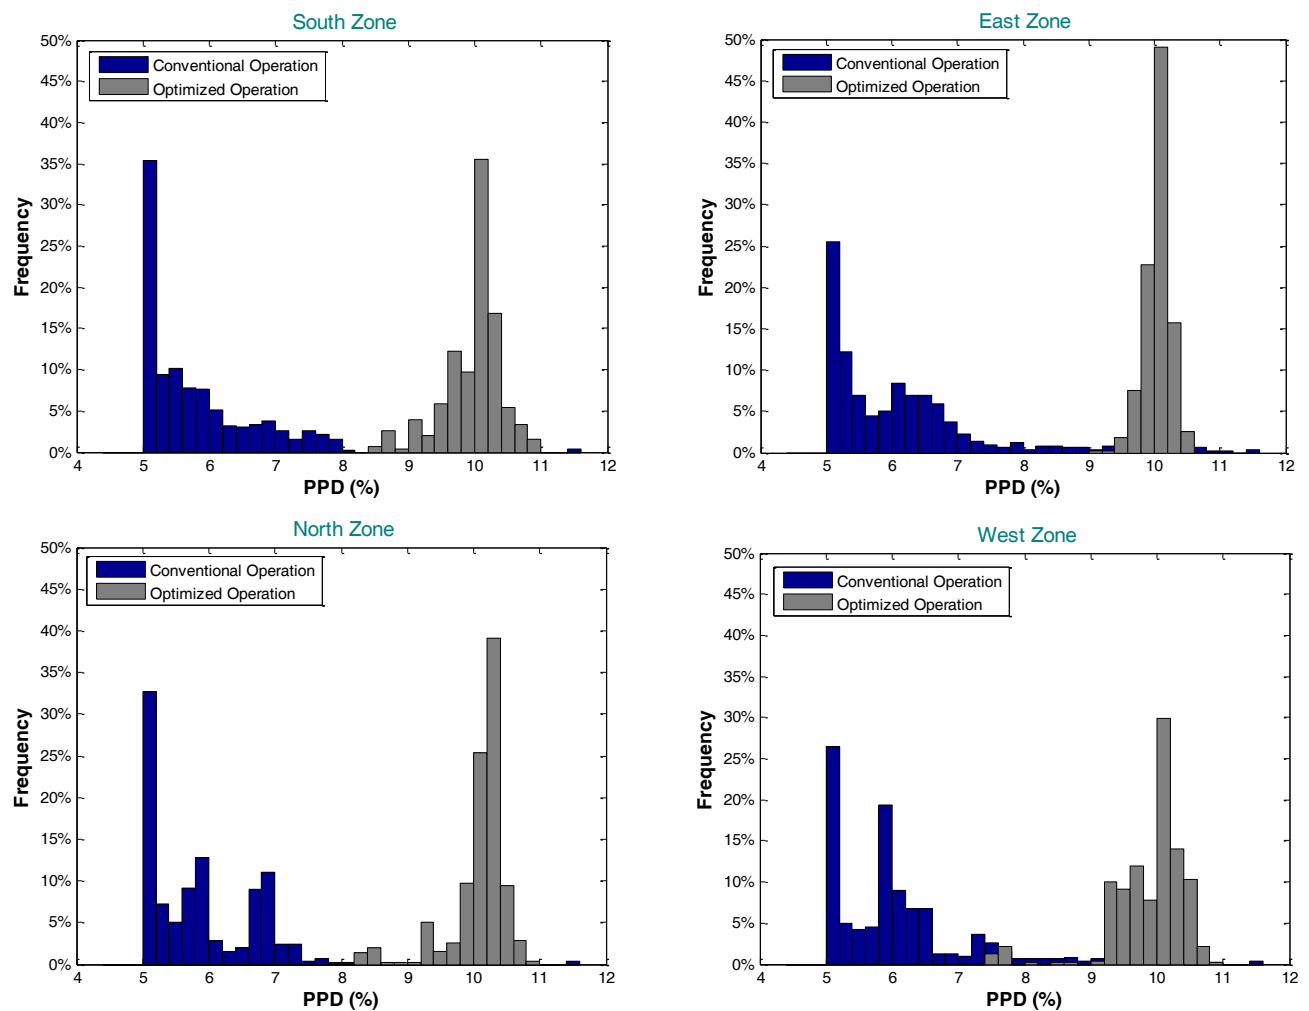 South Zone
50%
45%
40%
35%
30%
25%
20%
15%
10%
5%
0%
Frequency
Conventional Operation
Optimized Operation
4 5 6 7 8 9 10 11 12
PPD (%)
East Zone
50%
45%
40%
35%
30%
25%
20%
15%
10%
5%
0%
Frequency
Conventional Operation
Optimized Operation
4 5 6 7 8 9 10 11 12
PPD (%)
North Zone
50%
45%
40%
35%
30%
25%
20%
15%
10%
5%
0%
Frequency
Conventional Operation
Optimized Operation
4 5 6 7 8 9 10 11 12
PPD (%)
West Zone
50%
45%
40%
35%
30%
25%
20%
15%
10%
5%
0%
Frequency
Conventional Operation
Optimized Operation
4 5 6 7 8 9 10 11 12
PPD (%)